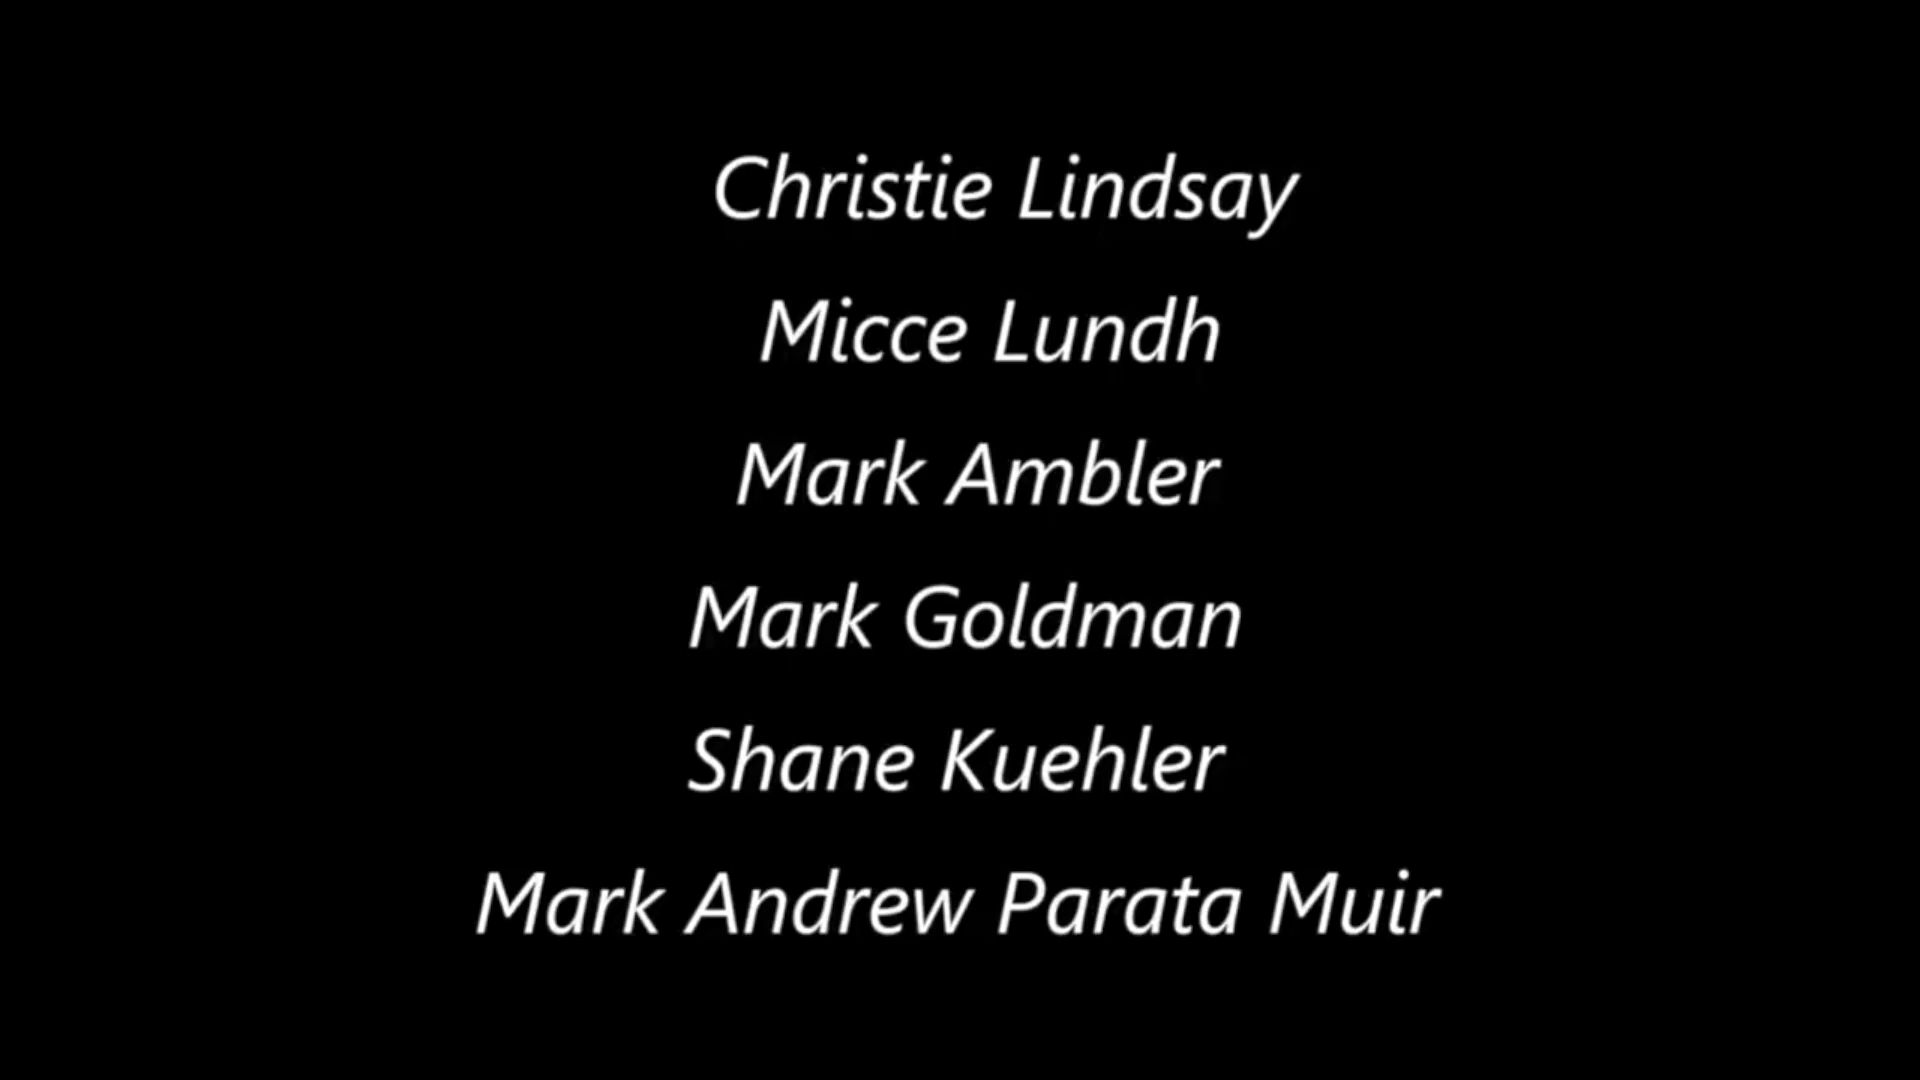 Christie Lindsay
Micce Lundh
Mark Ambler
Mark Goldman
Shane Kuehler
Mark Andrew Parata Muir